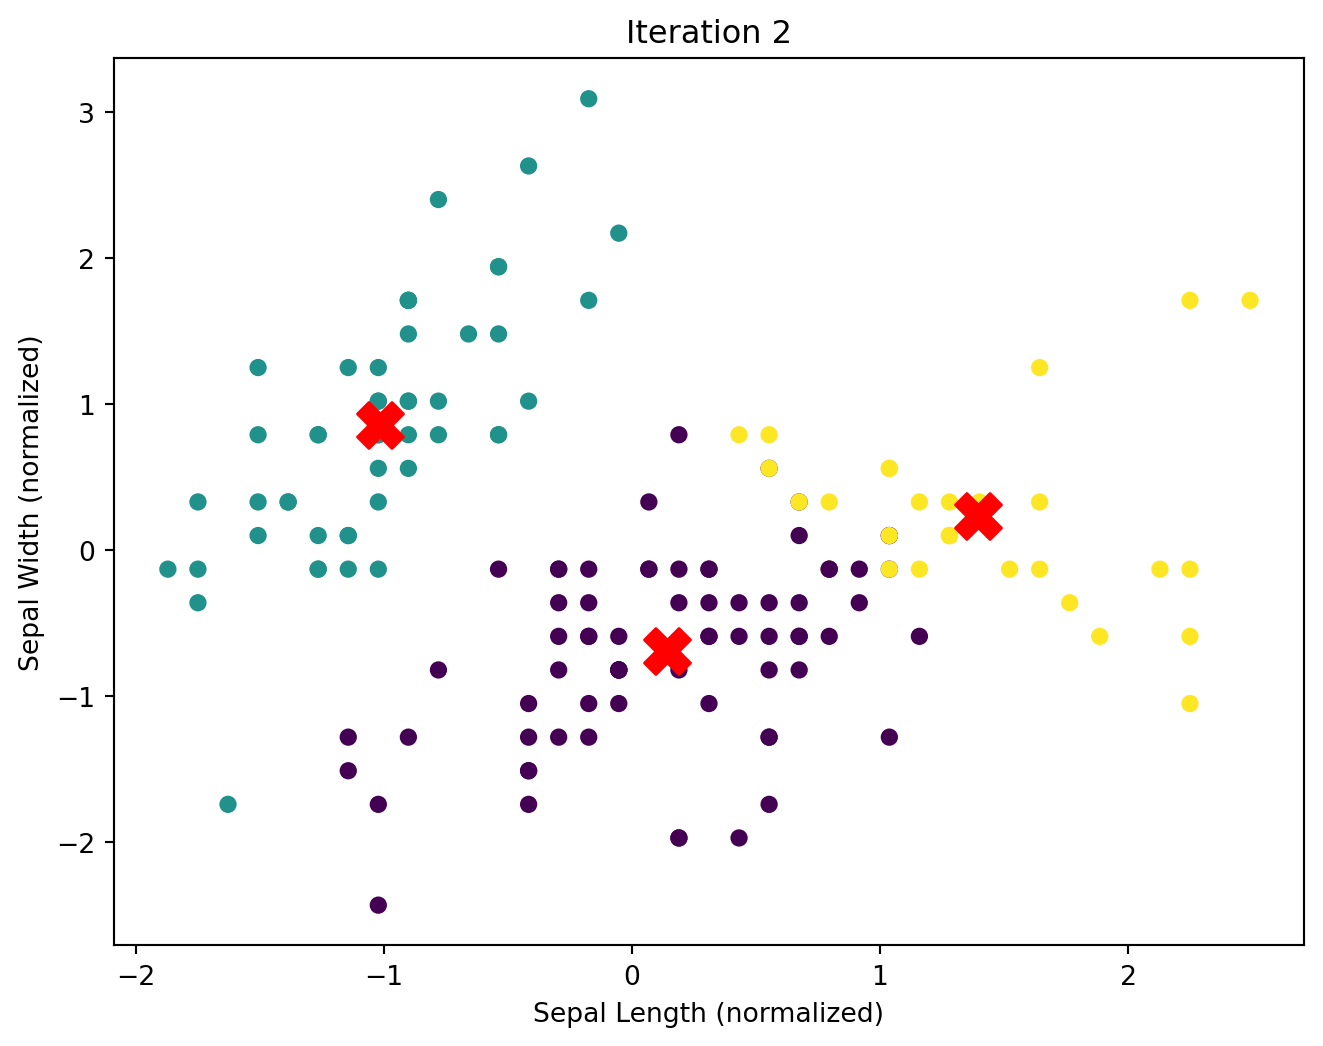 Iteration 2
3
2
1
0
−1
−2
Sepal Width (normalized)
−2 −1 0 1 2
Sepal Length (normalized)